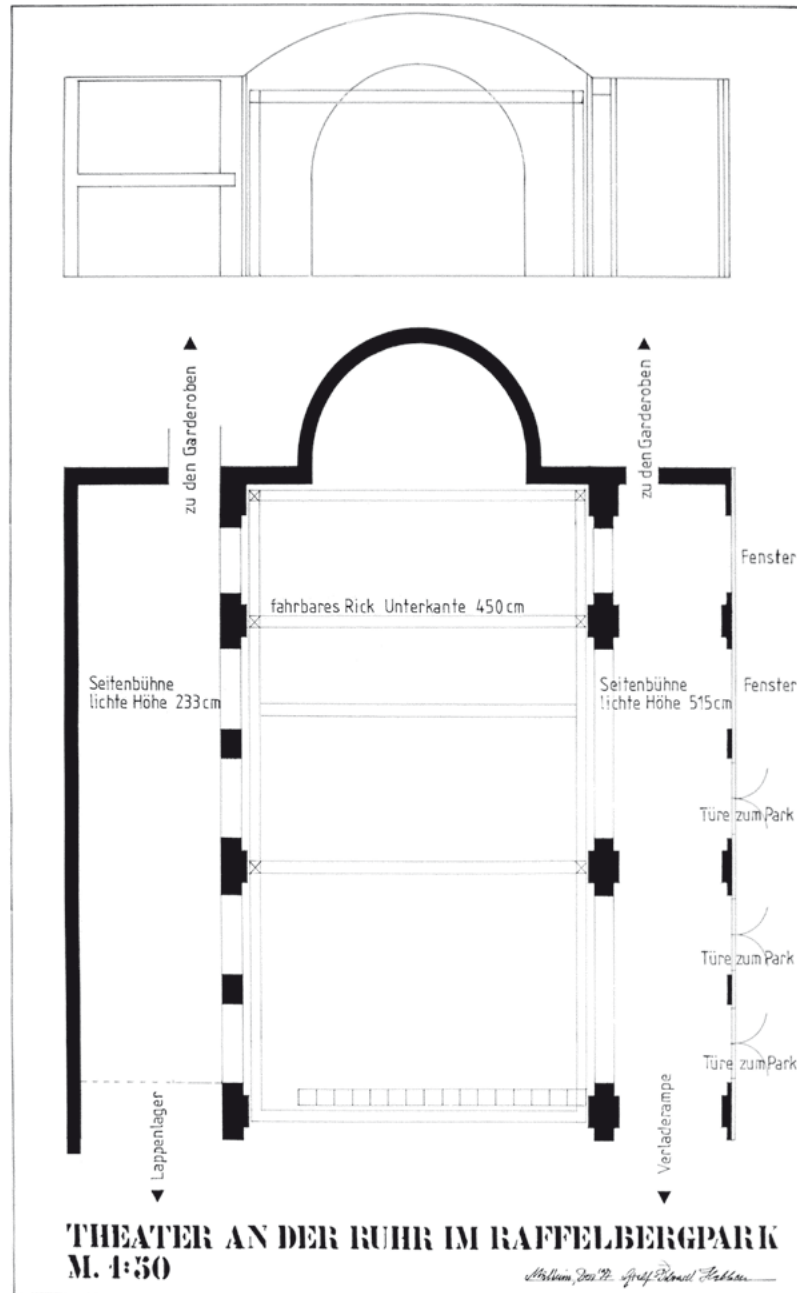 zu den Garderoben
zu den Garderoben
Fenster
fahrbares Rick Unterkante 450cm
Seitenbühne
lichte Höhe 233cm
Seitenbühne
lichte Höhe 515cm
Fenster
Türe zum Park
Türe zum Park
Türe zum Park
Lappenlager
Verladerampe
THEATER AN DER RUHR IM RAFFELBERGPARK
M. 1:50